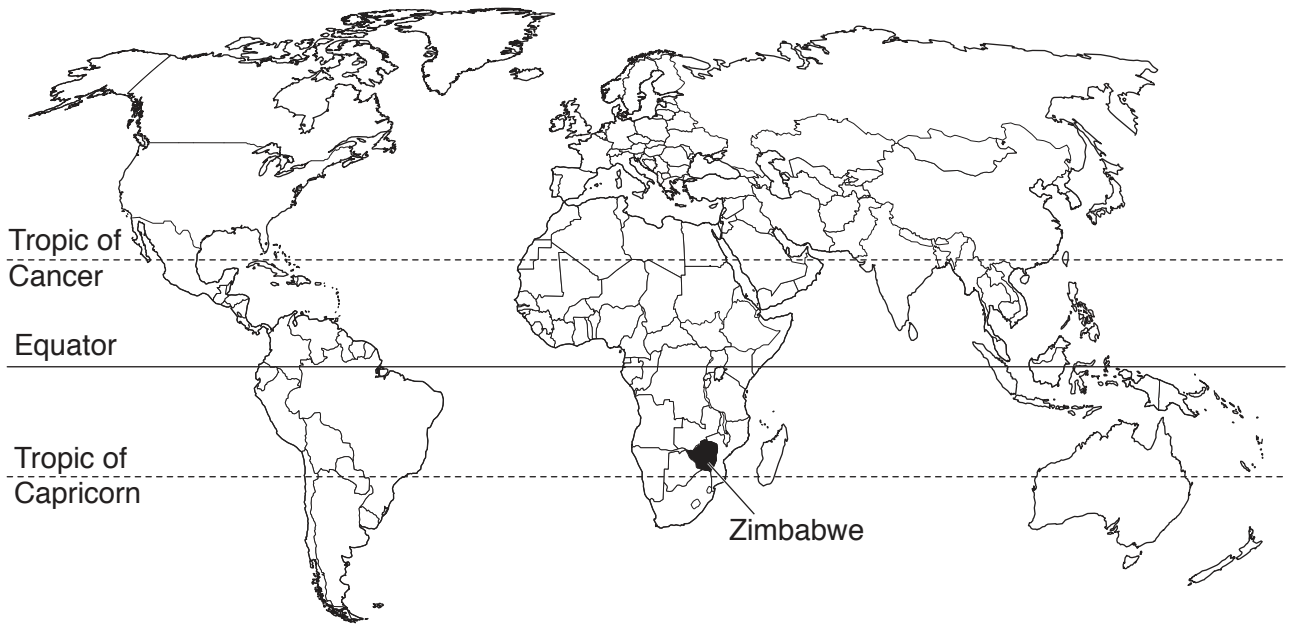 Tropic of
Cancer
Equator
Tropic of
Capricorn
Zimbabwe